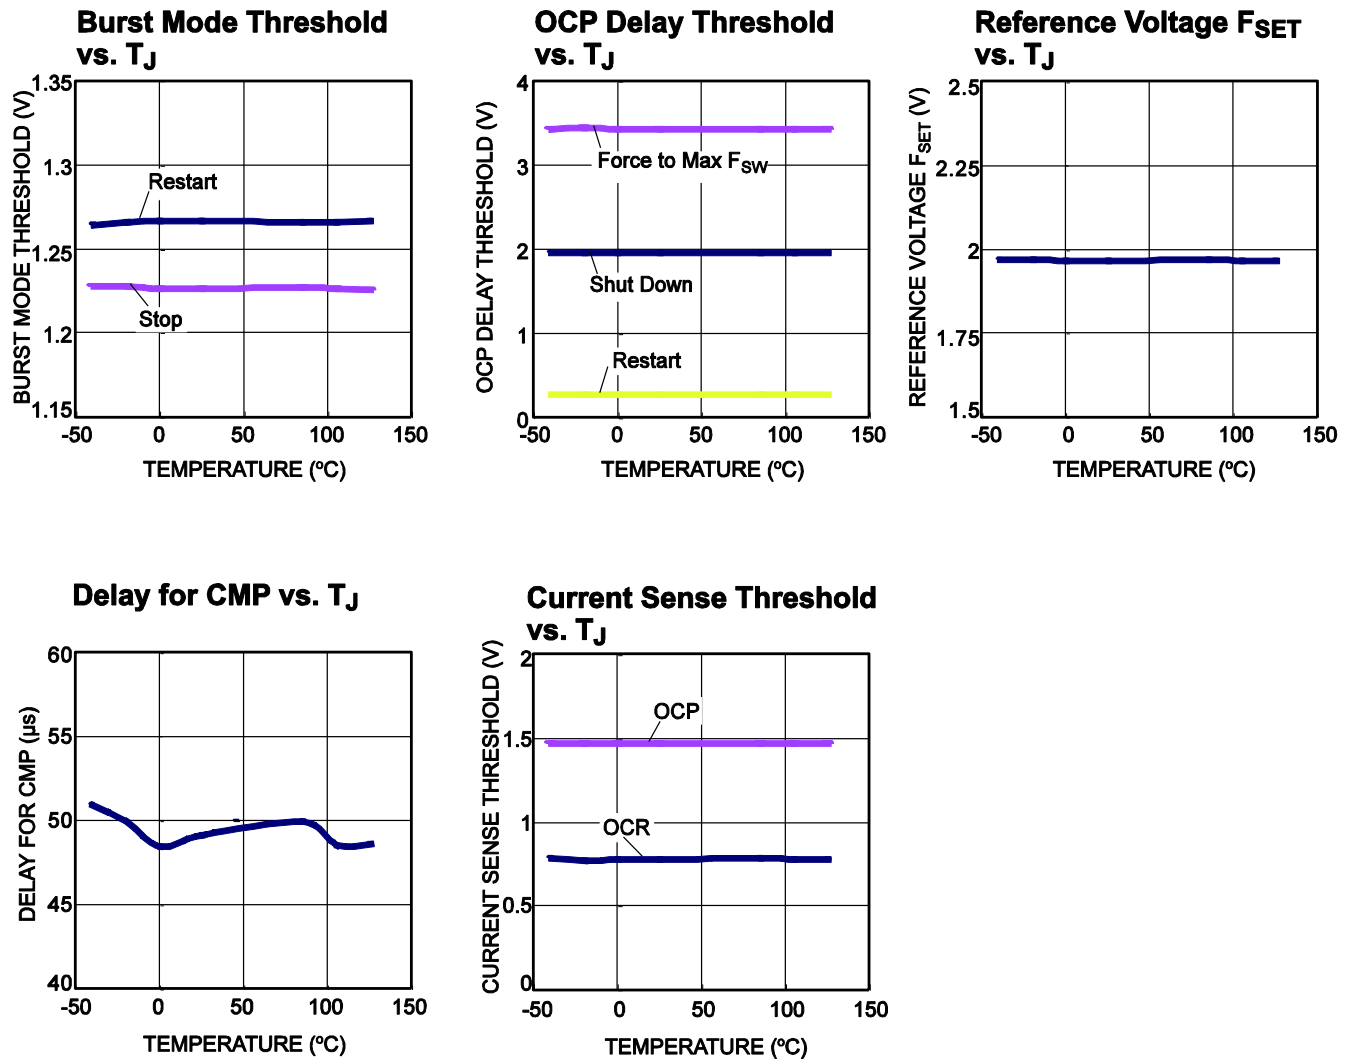 Burst Mode Threshold
vs. TJ
BURST MODE THRESHOLD (V)
1.35
1.3
1.25
1.2
1.15
Restart
Stop
-50 0 50 100 150
TEMPERATURE (ºC)
OCP Delay Threshold
vs. TJ
OCP DELAY THRESHOLD (V)
4
3
2
1
0
Force to Max FSW
Shut Down
Restart
-50 0 50 100 150
TEMPERATURE (ºC)
Reference Voltage FSET
vs. TJ
REFERENCE VOLTAGE FSET (V)
2.5
2.25
2
1.75
1.5
-50 0 50 100 150
TEMPERATURE (ºC)
Delay for CMP vs. TJ
DELAY FOR CMP (µs)
60
55
50
45
40
-50 0 50 100 150
TEMPERATURE (ºC)
Current Sense Threshold
vs. TJ
CURRENT SENSE THRESHOLD (V)
2
1.5
1
0.5
0
OCP
OCR
-50 0 50 100 150
TEMPERATURE (ºC)